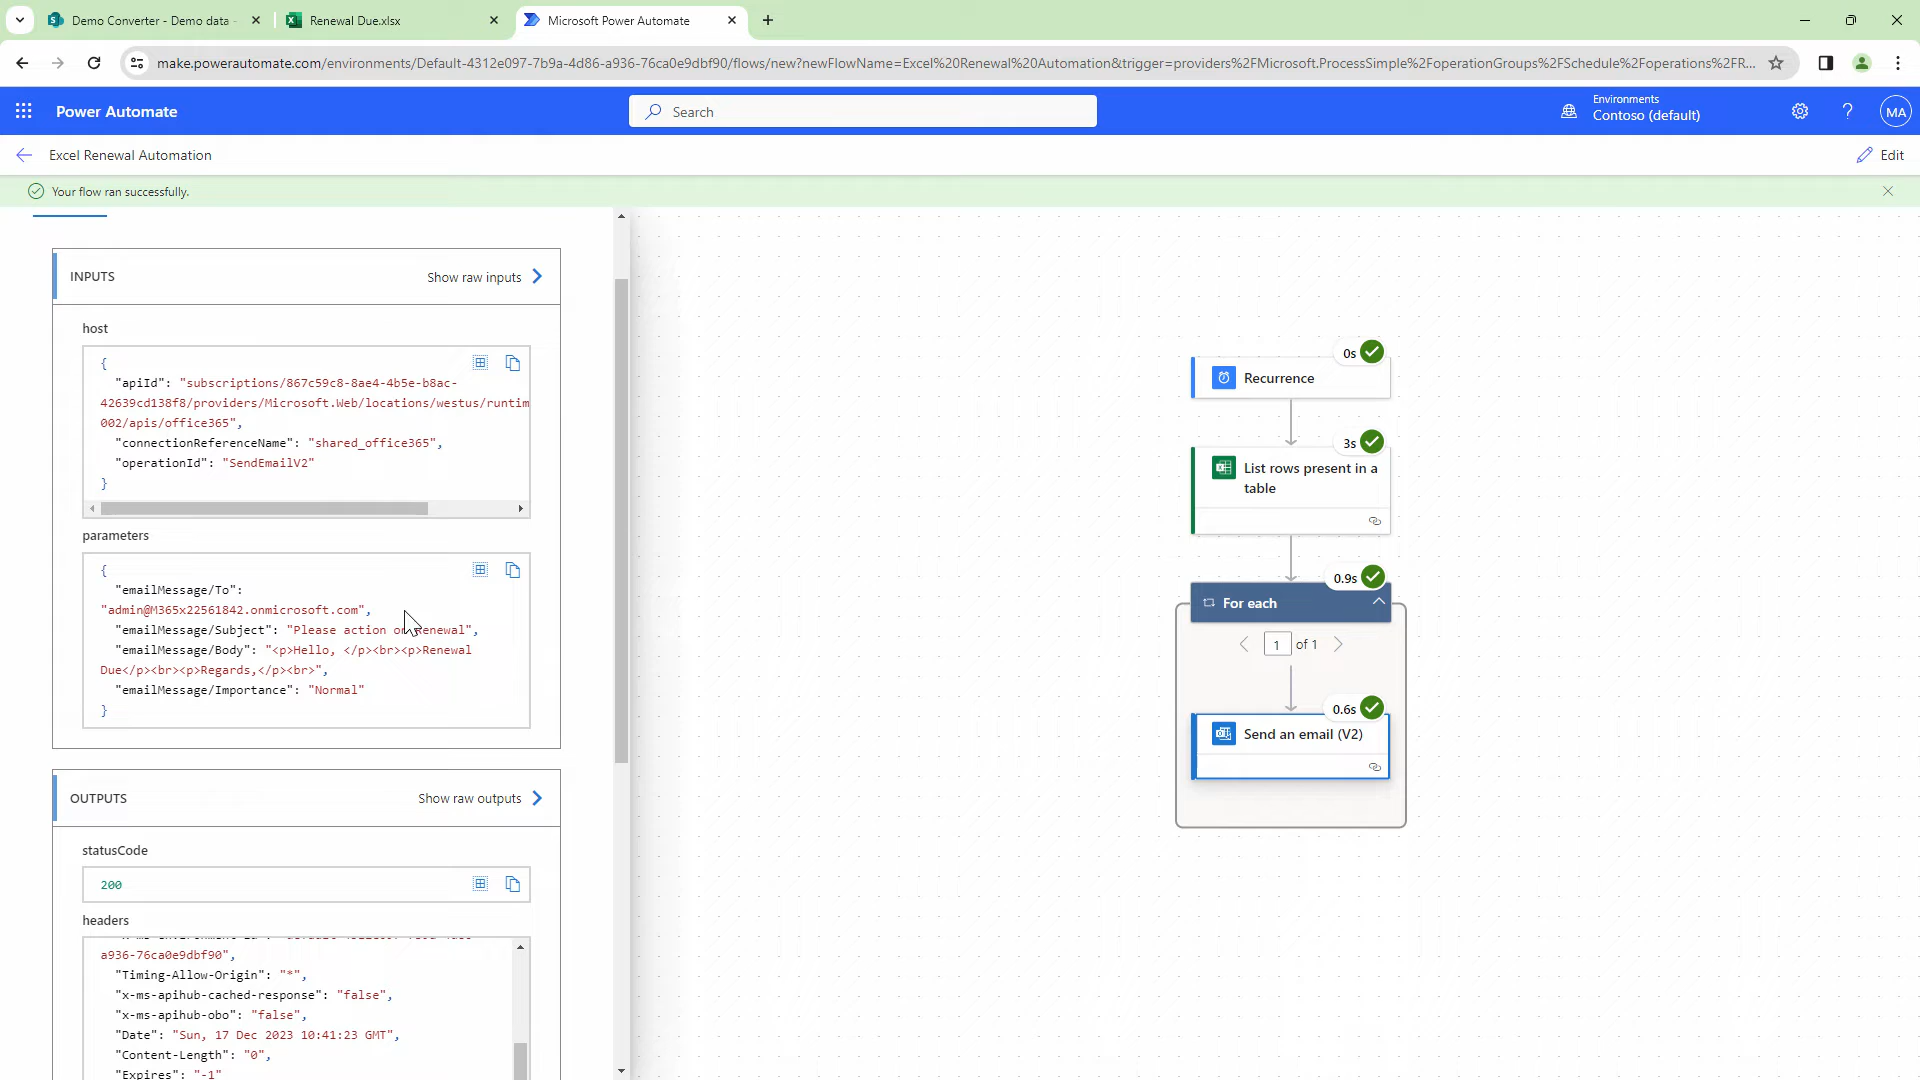 Demo Converter - Demo data -
Renewal Due.xlsx
Microsoft Power Automate
make.powerautomate.com/environments/Default-4312e097-7b9a-4d86-a936-76ca0e9dbf90/flows/new?newFlowName=Excel%20Renewal%20Automation&trigger=providers%2FMicrosoft.ProcessSimple%2FoperationGroups%2FSchedule%2Foperations%2FR...
Power Automate
Search
Environments
Contoso (default)
MA
Excel Renewal Automation
Edit
Your flow ran successfully.
INPUTS
Show raw inputs
host
{
"apiId": "subscriptions/867c59c8-8ae4-4b5e-b8ac-
42639cd138f8/providers/Microsoft.Web/locations/westus/runtim
002/apis/office365",
"connectionReferenceName": "shared_office365",
"operationId": "SendEmailV2"
}
parameters
{
"emailMessage/To":
"admin@M365x22561842.onmicrosoft.com",
"emailMessage/Subject": "Please action on Renewal",
"emailMessage/Body": "<p>Hello, </p><br><p>Renewal
Due</p><br><p>Regards,</p><br>",
"emailMessage/Importance": "Normal"
}
OUTPUTS
Show raw outputs
statusCode
200
headers
a936-76ca0e9dbf90",
"Timing-Allow-Origin": "*",
"x-ms-apihub-cached-response": "false",
"x-ms-apihub-obo": "false",
"Date": "Sun, 17 Dec 2023 10:41:23 GMT",
"Content-Length": "0",
"Expires": "-1"
0s
Recurrence
3s
List rows present in a
table
0.9s
For each
1 of 1
0.6s
Send an email (V2)